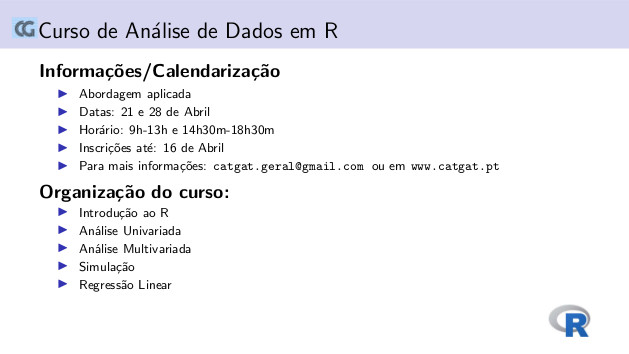 CG Curso de Análise de Dados em R
Informações/Calendarização
Abordagem aplicada
Datas: 21 e 28 de Abril
Horário: 9h-13h e 14h30m-18h30m
Inscrições até: 16 de Abril
Para mais informações: catgat.geral@gmail.com ou em www.catgat.pt
Organização do curso:
Introdução ao R
Análise Univariada
Análise Multivariada
Simulação
Regressão Linear
R